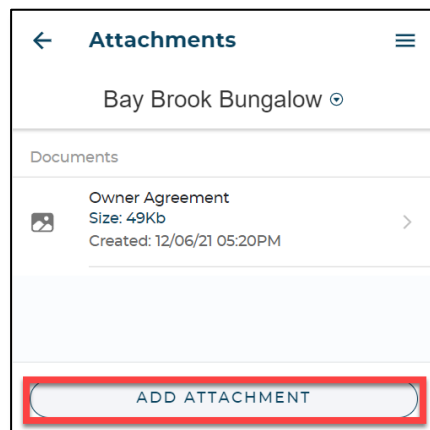 Attachments
Bay Brook Bungalow
Documents
Owner Agreement
Size: 49Kb
Created: 12/06/21 05:20PM
ADD ATTACHMENT